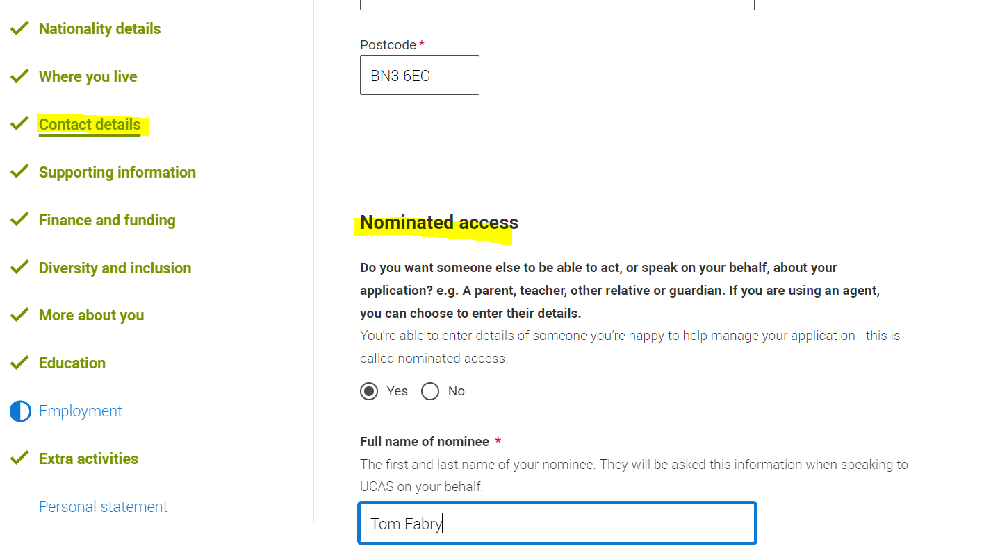 Nationality details
Where you live
Contact details
Supporting information
Finance and funding
Diversity and inclusion
More about you
Education
Employment
Extra activities
Personal statement
Postcode *
BN3 6EG
Nominated access
Do you want someone else to be able to act, or speak on your behalf, about your
application? e.g. A parent, teacher, other relative or guardian. If you are using an agent,
you can choose to enter their details.
You're able to enter details of someone you’re happy to help manage your application - this is
called nominated access.
Yes No
Full name of nominee *
The first and last name of your nominee. They will be asked this information when speaking to
UCAS on your behalf.
Tom Fabry